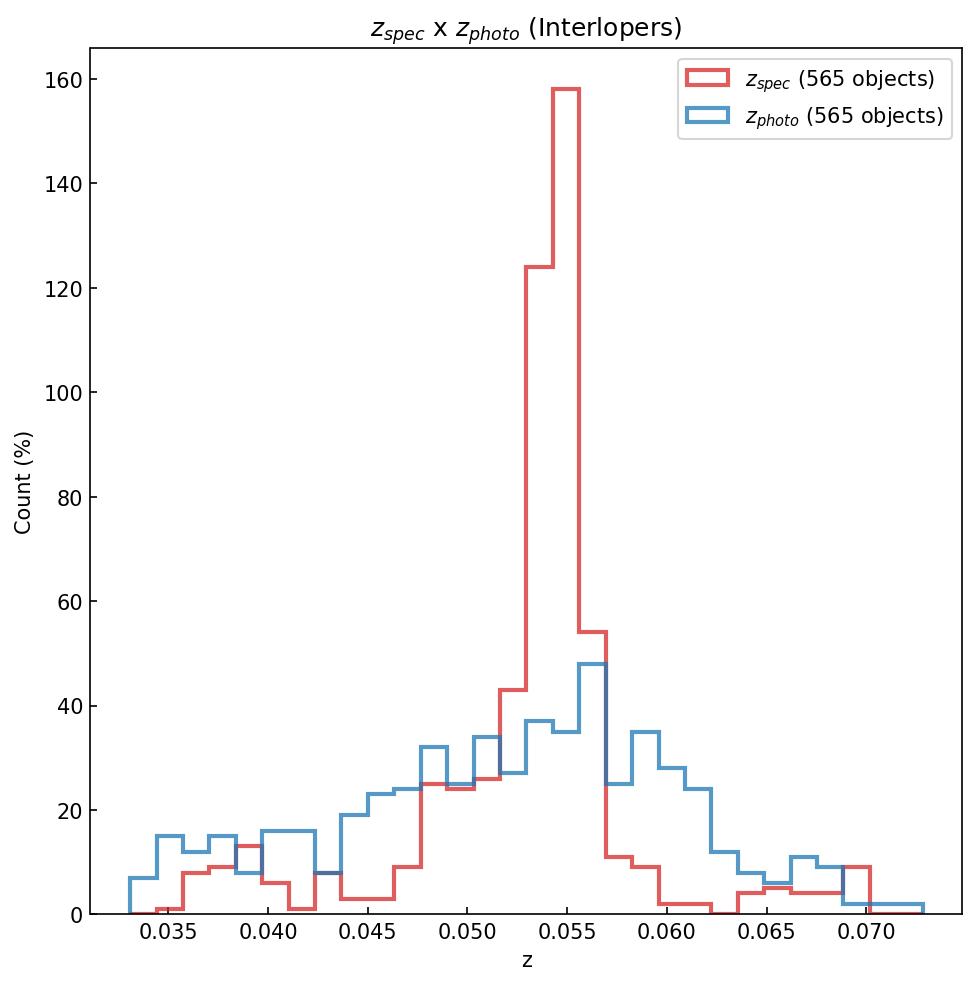 z_spec x z_photo (Interlopers)
z_spec (565 objects)
z_photo (565 objects)
Count (%)
160
140
120
100
80
60
40
20
0
0.035 0.040 0.045 0.050 0.055 0.060 0.065 0.070
z